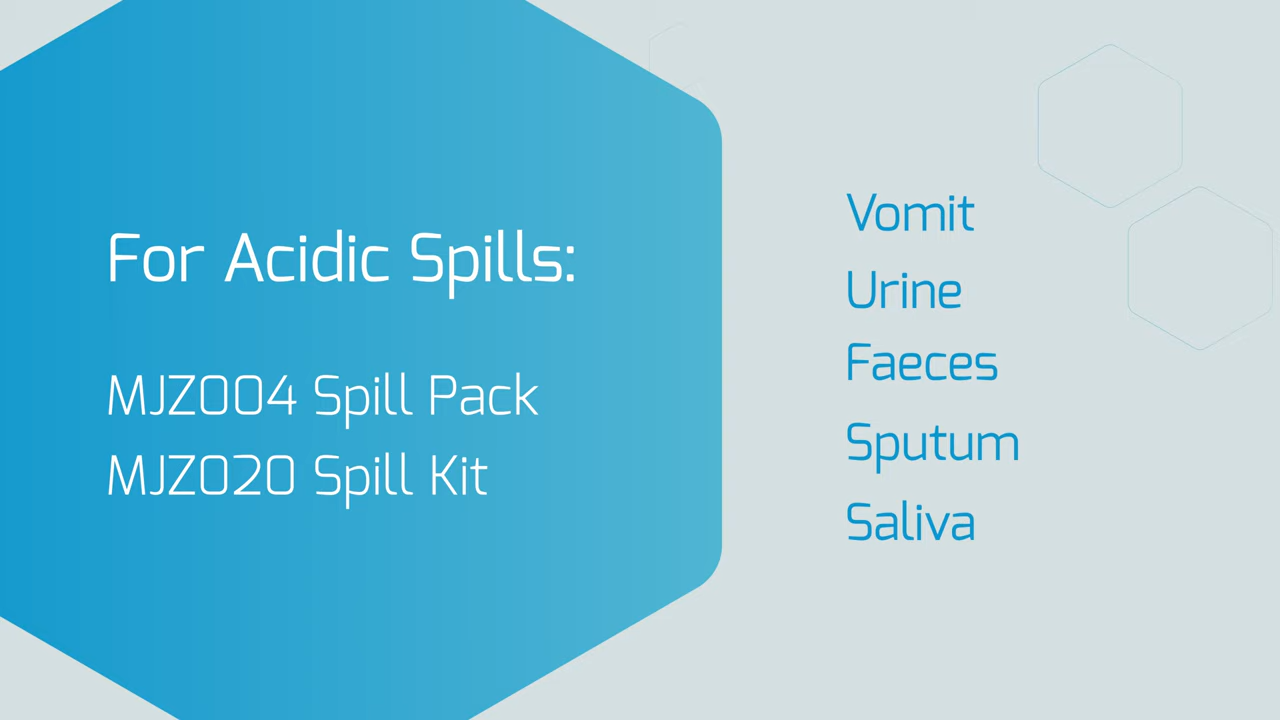 For Acidic Spills:
MJZ004 Spill Pack
MJZ020 Spill Kit
Vomit
Urine
Faeces
Sputum
Saliva